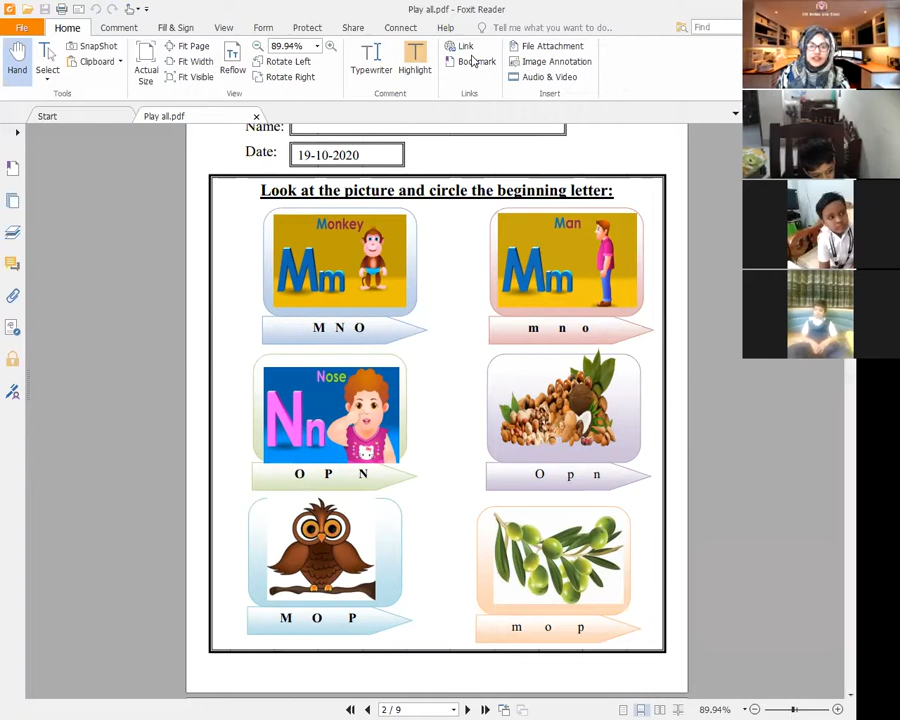 Play all.pdf - Foxit Reader
File Home Comment Fill & Sign View Form Protect Share Connect Help Tell me what you want to do.. Find
SnapShot Fit Page 89.94% Link File Attachment
Clipboard Fit Width Rotate Left Bookmark Image Annotation
Hand Select Actual Size Fit Visible Reflow Rotate Right Typewriter Highlight Audio & Video
Tools View Comment Links Insert
Start Play all.pdf
Name:
Date: 19-10-2020
Look at the picture and circle the beginning letter:
Monkey Man
Mm Mm
M N O m n o
Nose
Nn
O P N O p n
M O P m o p
2 / 9 89.94%